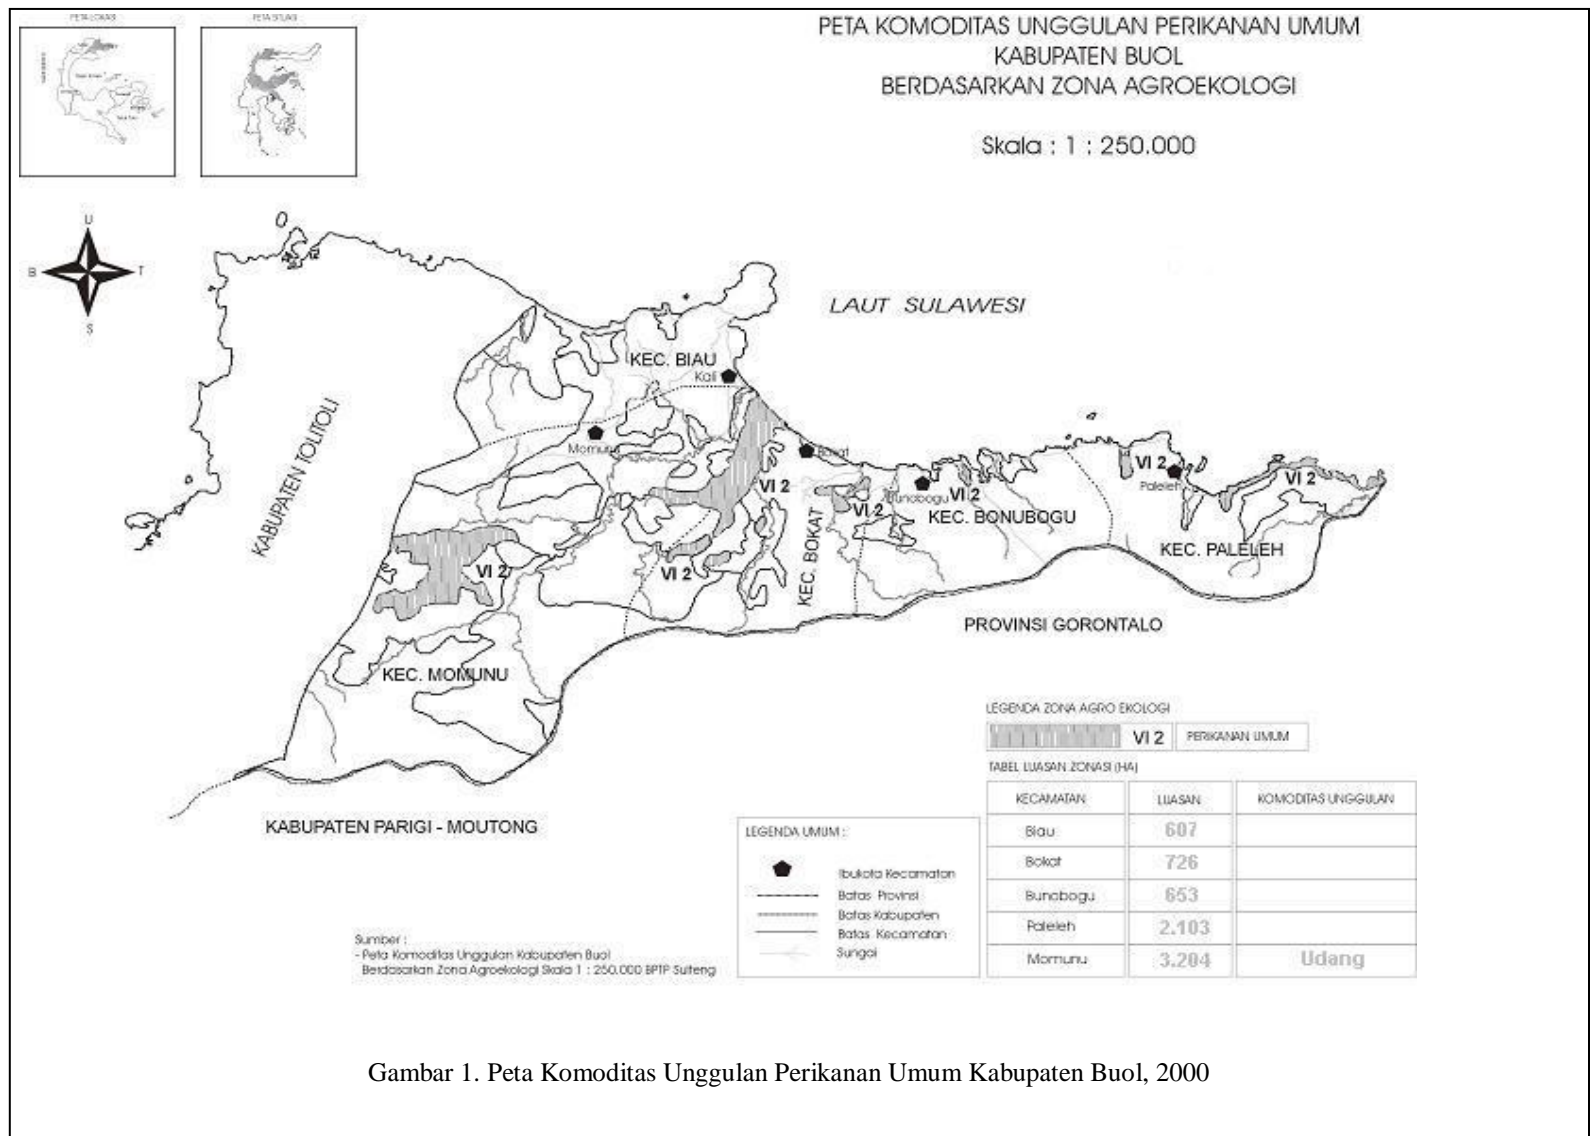 PETA LOKASI
PETA SITUASI
PETA KOMODITAS UNGGULAN PERIKANAN UMUM
KABUPATEN BUOL
BERDASARKAN ZONA AGROEKOLOGI
Skala : 1 : 250.000
U
B
T
S
LAUT SULAWESI
KEC. BIAU
Kali
KABUPATEN TOLITOLI
Momunu
Bokat
VI 2
Paleleh
VI 2
VI 2
Bunobogu
VI 2
VI 2
KEC. BONUBOGU
KEC. BOKAT
KEC. PALELEH
VI 2
VI 2
PROVINSI GORONTALO
KEC. MOMUNU
KABUPATEN PARIGI - MOUTONG
LEGENDA ZONA AGRO EKOLOGI
VI 2 PERIKANAN UMUM
TABEL LUASAN ZONASI (HA)
KECAMATAN LUASAN KOMODITAS UNGGULAN
Biau 607
Bokat 726
Bunobogu 653
Paleleh 2.103
Momunu 3.204 Udang
LEGENDA UMUM :
Ibukota Kecamatan
Batas Provinsi
Batas Kabupaten
Batas Kecamatan
Sungai
Sumber :
- Peta Komoditas Unggulan Kabupaten Buol
Berdasarkan Zona Agroekologi Skala 1 : 250.000 BPTP Sulteng
Gambar 1. Peta Komoditas Unggulan Perikanan Umum Kabupaten Buol, 2000